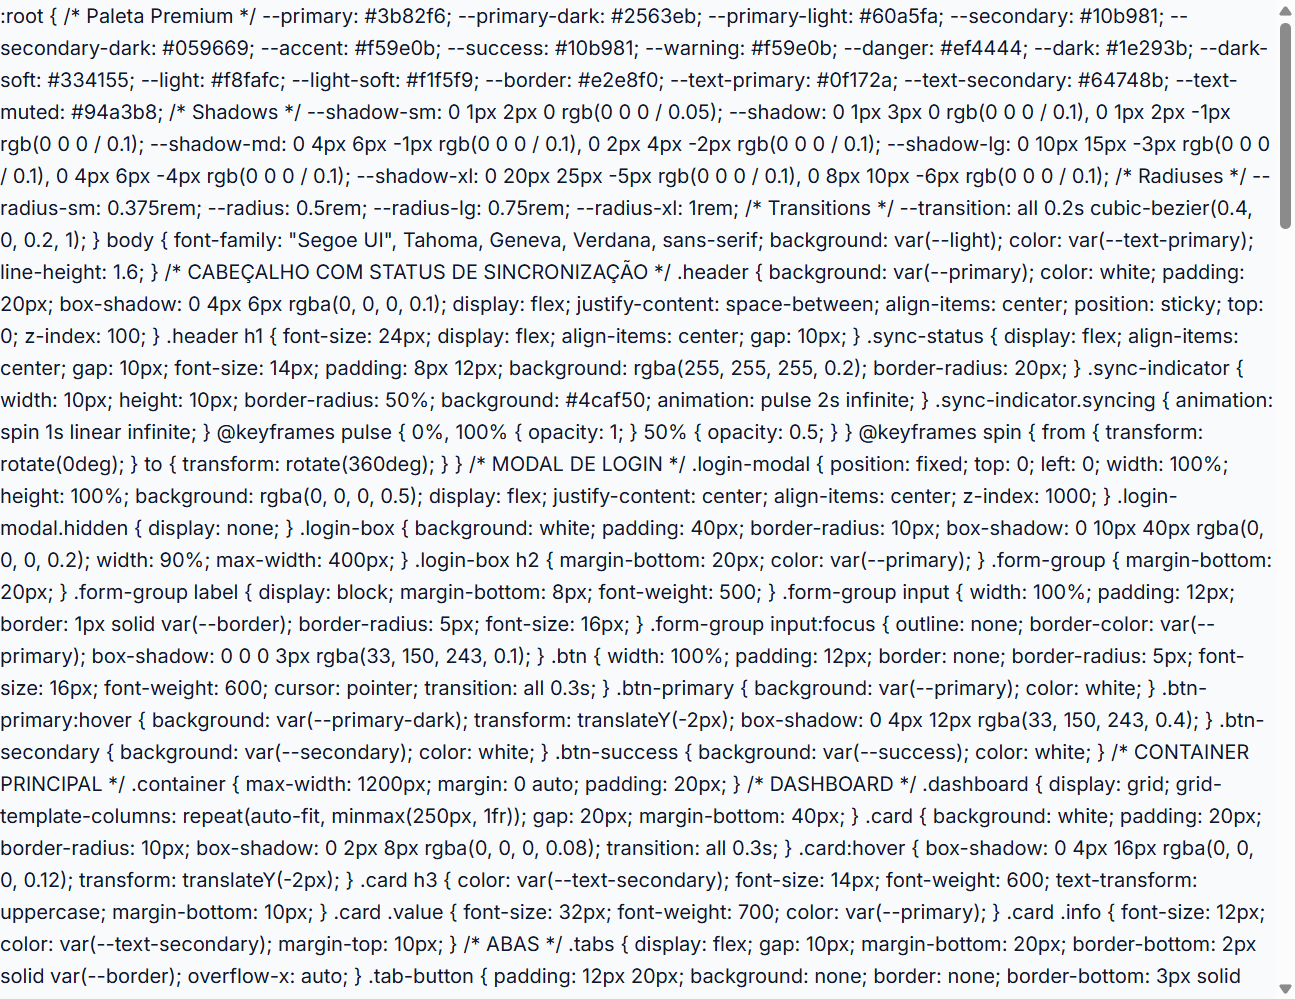 :root { /* Paleta Premium */ --primary: #3b82f6; --primary-dark: #2563eb; --primary-light: #60a5fa; --secondary: #10b981; --
secondary-dark: #059669; --accent: #f59e0b; --success: #10b981; --warning: #f59e0b; --danger: #ef4444; --dark: #1e293b; --dark-
soft: #334155; --light: #f8fafc; --light-soft: #f1f5f9; --border: #e2e8f0; --text-primary: #0f172a; --text-secondary: #64748b; --text-
muted: #94a3b8; /* Shadows */ --shadow-sm: 0 1px 2px 0 rgb(0 0 0 / 0.05); --shadow: 0 1px 3px 0 rgb(0 0 0 / 0.1), 0 1px 2px -1px
rgb(0 0 0 / 0.1); --shadow-md: 0 4px 6px -1px rgb(0 0 0 / 0.1), 0 2px 4px -2px rgb(0 0 0 / 0.1); --shadow-lg: 0 10px 15px -3px rgb(0 0 0
/ 0.1), 0 4px 6px -4px rgb(0 0 0 / 0.1); --shadow-xl: 0 20px 25px -5px rgb(0 0 0 / 0.1), 0 8px 10px -6px rgb(0 0 0 / 0.1); /* Radiuses */ --
radius-sm: 0.375rem; --radius: 0.5rem; --radius-lg: 0.75rem; --radius-xl: 1rem; /* Transitions */ --transition: all 0.2s cubic-bezier(0.4,
0, 0.2, 1); } body { font-family: "Segoe UI", Tahoma, Geneva, Verdana, sans-serif; background: var(--light); color: var(--text-primary);
line-height: 1.6; } /* CABEÇALHO COM STATUS DE SINCRONIZAÇÃO */ .header { background: var(--primary); color: white; padding:
20px; box-shadow: 0 4px 6px rgba(0, 0, 0, 0.1); display: flex; justify-content: space-between; align-items: center; position: sticky; top:
0; z-index: 100; } .header h1 { font-size: 24px; display: flex; align-items: center; gap: 10px; } .sync-status { display: flex; align-items:
center; gap: 10px; font-size: 14px; padding: 8px 12px; background: rgba(255, 255, 255, 0.2); border-radius: 20px; } .sync-indicator {
width: 10px; height: 10px; border-radius: 50%; background: #4caf50; animation: pulse 2s infinite; } .sync-indicator.syncing { animation:
spin 1s linear infinite; } @keyframes pulse { 0%, 100% { opacity: 1; } 50% { opacity: 0.5; } } @keyframes spin { from { transform:
rotate(0deg); } to { transform: rotate(360deg); } } /* MODAL DE LOGIN */ .login-modal { position: fixed; top: 0; left: 0; width: 100%;
height: 100%; background: rgba(0, 0, 0, 0.5); display: flex; justify-content: center; align-items: center; z-index: 1000; } .login-
modal.hidden { display: none; } .login-box { background: white; padding: 40px; border-radius: 10px; box-shadow: 0 10px 40px rgba(0,
0, 0, 0.2); width: 90%; max-width: 400px; } .login-box h2 { margin-bottom: 20px; color: var(--primary); } .form-group { margin-bottom:
20px; } .form-group label { display: block; margin-bottom: 8px; font-weight: 500; } .form-group input { width: 100%; padding: 12px;
border: 1px solid var(--border); border-radius: 5px; font-size: 16px; } .form-group input:focus { outline: none; border-color: var(--
primary); box-shadow: 0 0 0 3px rgba(33, 150, 243, 0.1); } .btn { width: 100%; padding: 12px; border: none; border-radius: 5px; font-
size: 16px; font-weight: 600; cursor: pointer; transition: all 0.3s; } .btn-primary { background: var(--primary); color: white; } .btn-
primary:hover { background: var(--primary-dark); transform: translateY(-2px); box-shadow: 0 4px 12px rgba(33, 150, 243, 0.4); } .btn-
secondary { background: var(--secondary); color: white; } .btn-success { background: var(--success); color: white; } /* CONTAINER
PRINCIPAL */ .container { max-width: 1200px; margin: 0 auto; padding: 20px; } /* DASHBOARD */ .dashboard { display: grid; grid-
template-columns: repeat(auto-fit, minmax(250px, 1fr)); gap: 20px; margin-bottom: 40px; } .card { background: white; padding: 20px;
border-radius: 10px; box-shadow: 0 2px 8px rgba(0, 0, 0, 0.08); transition: all 0.3s; } .card:hover { box-shadow: 0 4px 16px rgba(0, 0,
0, 0.12); transform: translateY(-2px); } .card h3 { color: var(--text-secondary); font-size: 14px; font-weight: 600; text-transform:
uppercase; margin-bottom: 10px; } .card .value { font-size: 32px; font-weight: 700; color: var(--primary); } .card .info { font-size: 12px;
color: var(--text-secondary); margin-top: 10px; } /* ABAS */ .tabs { display: flex; gap: 10px; margin-bottom: 20px; border-bottom: 2px
solid var(--border); overflow-x: auto; } .tab-button { padding: 12px 20px; background: none; border: none; border-bottom: 3px solid